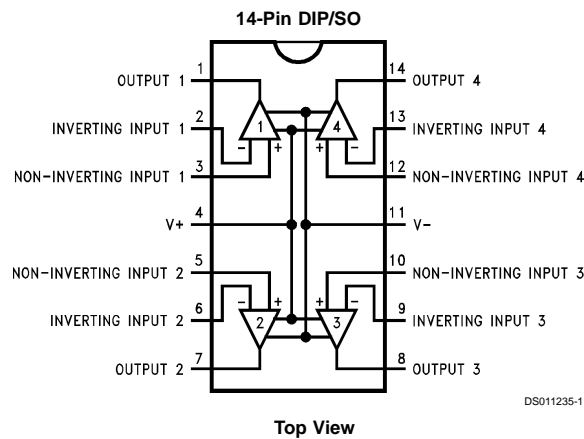 14-Pin DIP/SO
1
14
OUTPUT 1
OUTPUT 4
2
13
INVERTING INPUT 1
1
4
INVERTING INPUT 4
− + + −
3
12
NON−INVERTING INPUT 1
NON−INVERTING INPUT 4
4
11
V+
V−
5
10
NON−INVERTING INPUT 2
NON−INVERTING INPUT 3
− + + −
6
9
INVERTING INPUT 2
2
3
INVERTING INPUT 3
7
8
OUTPUT 2
OUTPUT 3
DS011235-1
Top View